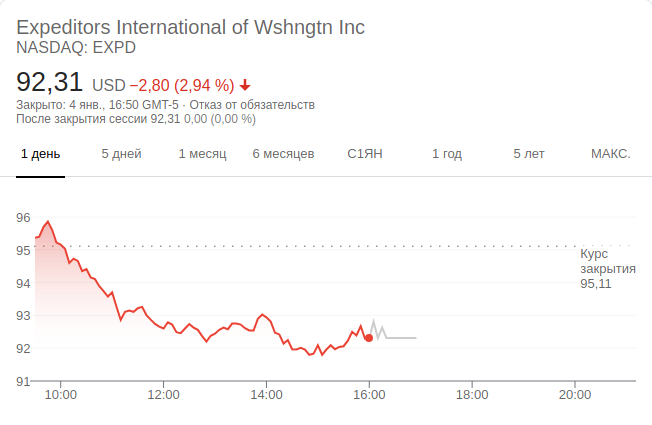 Expeditors International of Wshngtn Inc
NASDAQ: EXPD
92,31 USD −2,80 (2,94 %)
Закрыто: 4 янв., 16:50 GMT-5 · Отказ от обязательств
После закрытия сессии 92,31 0,00 (0,00 %)
1 день 5 дней 1 месяц 6 месяцев С1ЯН 1 год 5 лет МАКС.
96
95
94
93
92
91
Курс
закрытия
95,11
10:00 12:00 14:00 16:00 18:00 20:00